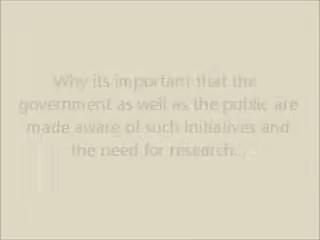 Why its important that the
government as well as the public are
made aware of such initiatives and
the need for research...